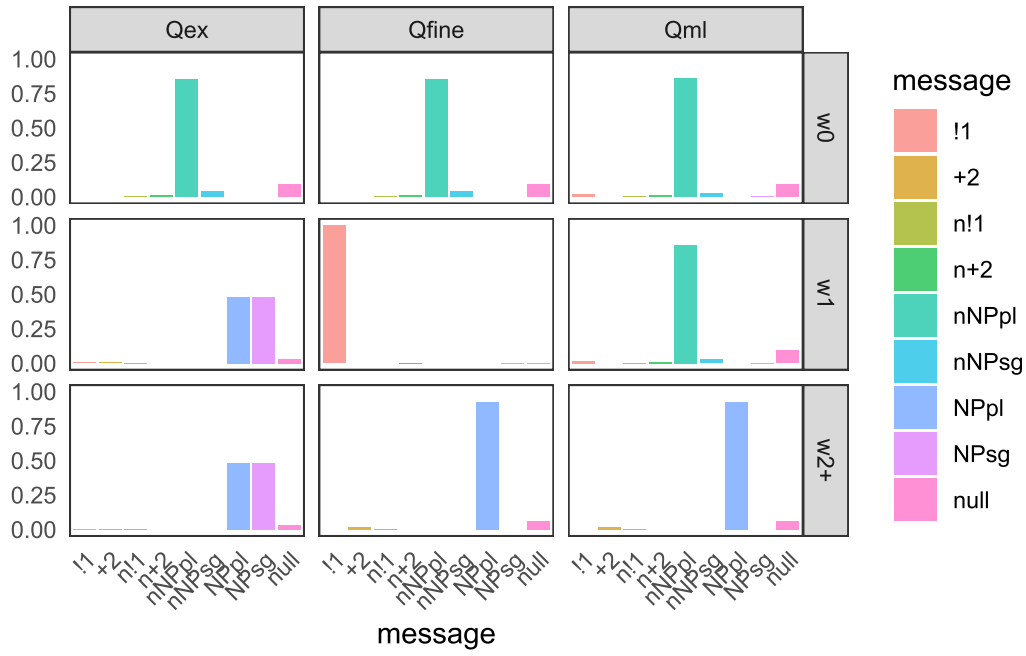 Qex Qfine Qml
message
1.00
0.75
0.50
0.25
0.00
w0
1.00
0.75
0.50
0.25
0.00
w1
1.00
0.75
0.50
0.25
0.00
w2+
!1 +2 n!1 n+2 nNPpl nNPsg NPpl NPsg null
!1 +2 n!1 n+2 nNPpl nNPsg NPpl NPsg null
!1 +2 n!1 n+2 nNPpl nNPsg NPpl NPsg null
message
!1
+2
n!1
n+2
nNPpl
nNPsg
NPpl
NPsg
null